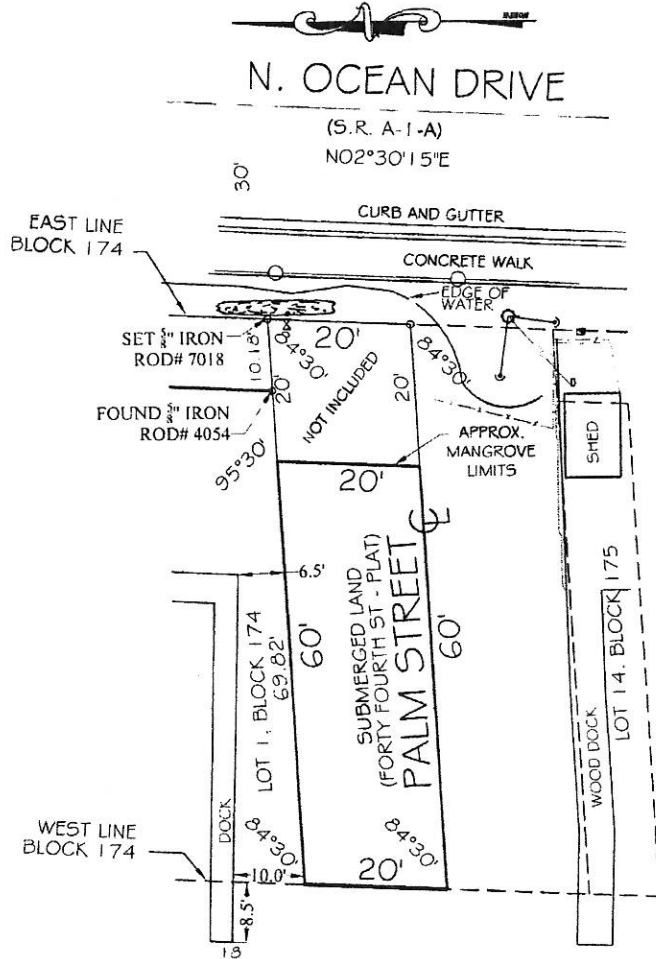 N. OCEAN DRIVE
(S.R. A-1-A)
N02°30'15"E
30'
CURB AND GUTTER
EAST LINE
BLOCK 174
CONCRETE WALK
EDGE OF
WATER
SET 5/8" IRON
ROD# 7018
10.18'
84°30'
20'
84°30'
20'
20'
NOT INCLUDED
FOUND 5/8" IRON
ROD# 4054
95°30'
APPROX.
MANGROVE
LIMITS
SHED
20'
6.5'
60'
60'
LOT 1, BLOCK 174
69.82'
SUBMERGED LAND
(FORTY FOURTH ST - PLAT)
PALM STREET
℄
LOT 14, BLOCK 175
WOOD DOCK
DOCK
WEST LINE
BLOCK 174
84°30'
84°30'
10.0'
20'
8.5'
18